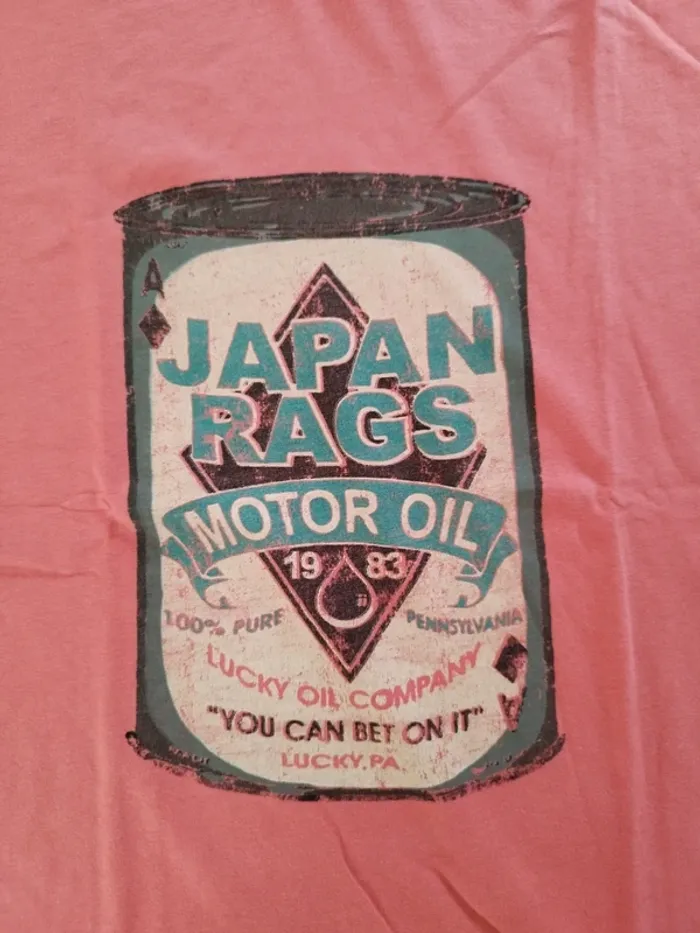 A
JAPAN
RAGS
MOTOR OIL
19 83
100% PURE PENNSYLVANIA
LUCKY OIL COMPANY
"YOU CAN BET ON IT"
LUCKY, PA.
A